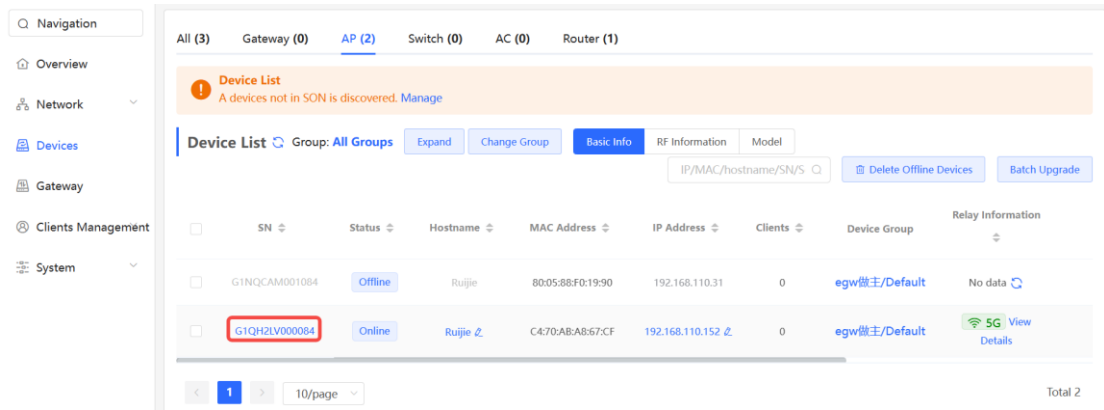 Navigation
Overview
Network
Devices
Gateway
Clients Management
System
All (3) Gateway (0) AP (2) Switch (0) AC (0) Router (1)
Device List
A devices not in SON is discovered. Manage
Device List Group: All Groups Expand Change Group Basic Info RF Information Model
IP/MAC/hostname/SN/S Delete Offline Devices Batch Upgrade
SN Status Hostname MAC Address IP Address Clients Device Group Relay Information
G1NQCAM001084 Offline Ruijie 80:05:88:F0:19:90 192.168.110.31 0 egw做主/Default No data
G1QH2LV000084 Online Ruijie C4:70:AB:A8:67:CF 192.168.110.152 0 egw做主/Default 5G View
Details
1 10/page Total 2